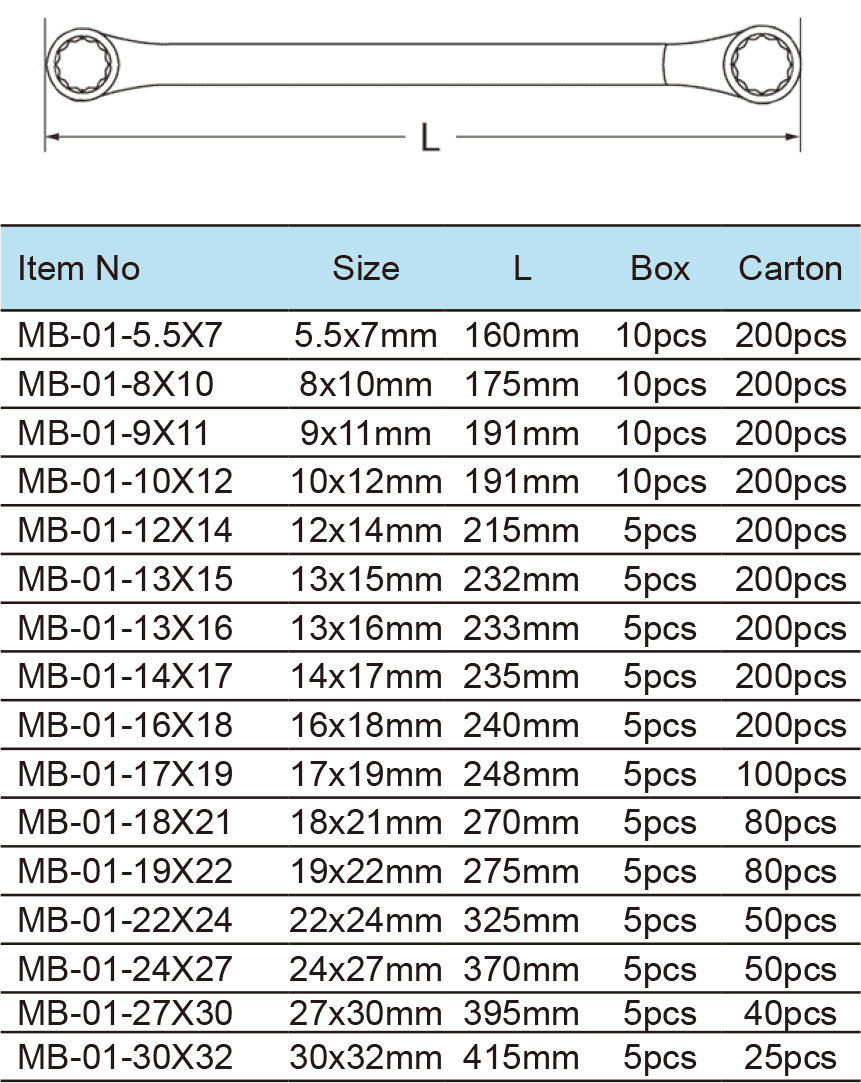 L
Item No Size L Box Carton
MB-01-5.5X7 5.5x7mm 160mm 10pcs 200pcs
MB-01-8X10 8x10mm 175mm 10pcs 200pcs
MB-01-9X11 9x11mm 191mm 10pcs 200pcs
MB-01-10X12 10x12mm 191mm 10pcs 200pcs
MB-01-12X14 12x14mm 215mm 5pcs 200pcs
MB-01-13X15 13x15mm 232mm 5pcs 200pcs
MB-01-13X16 13x16mm 233mm 5pcs 200pcs
MB-01-14X17 14x17mm 235mm 5pcs 200pcs
MB-01-16X18 16x18mm 240mm 5pcs 200pcs
MB-01-17X19 17x19mm 248mm 5pcs 100pcs
MB-01-18X21 18x21mm 270mm 5pcs 80pcs
MB-01-19X22 19x22mm 275mm 5pcs 80pcs
MB-01-22X24 22x24mm 325mm 5pcs 50pcs
MB-01-24X27 24x27mm 370mm 5pcs 50pcs
MB-01-27X30 27x30mm 395mm 5pcs 40pcs
MB-01-30X32 30x32mm 415mm 5pcs 25pcs